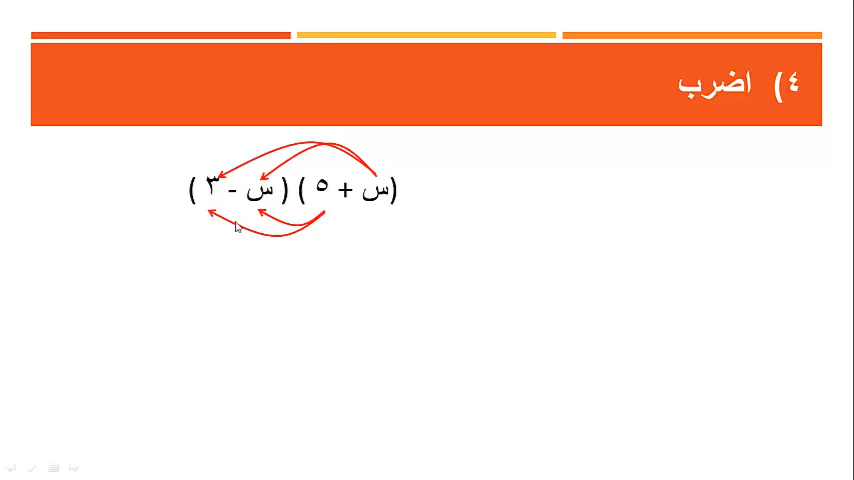 ٤) اضرب
(س + ٥ ) ( س - ٣ )